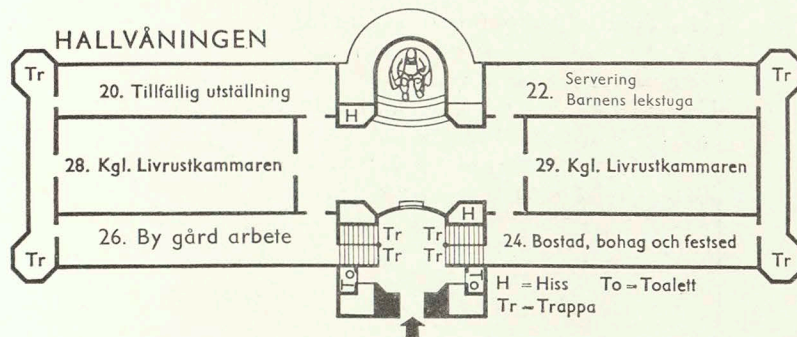 HALLVÅNINGEN
Tr
Tr
20. Tillfällig utställning
22. Servering
Barnens lekstuga
H
28. Kgl. Livrustkammaren
29. Kgl. Livrustkammaren
H
26. By gård arbete
Tr Tr
Tr Tr
24. Bostad, bohag och festsed
Tr
Tr
To
To
H = Hiss To = Toalett
Tr – Trappa